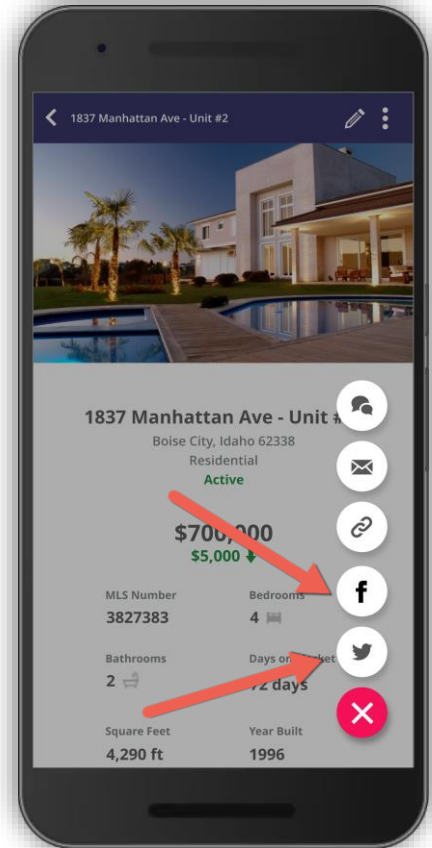 1837 Manhattan Ave - Unit #2
1837 Manhattan Ave - Unit #
Boise City, Idaho 62338
Residential
Active
$700,000
$5,000
MLS Number
Bedrooms
3827383
4
Bathrooms
Days on Market
2
72 days
Square Feet
Year Built
4,290 ft
1996